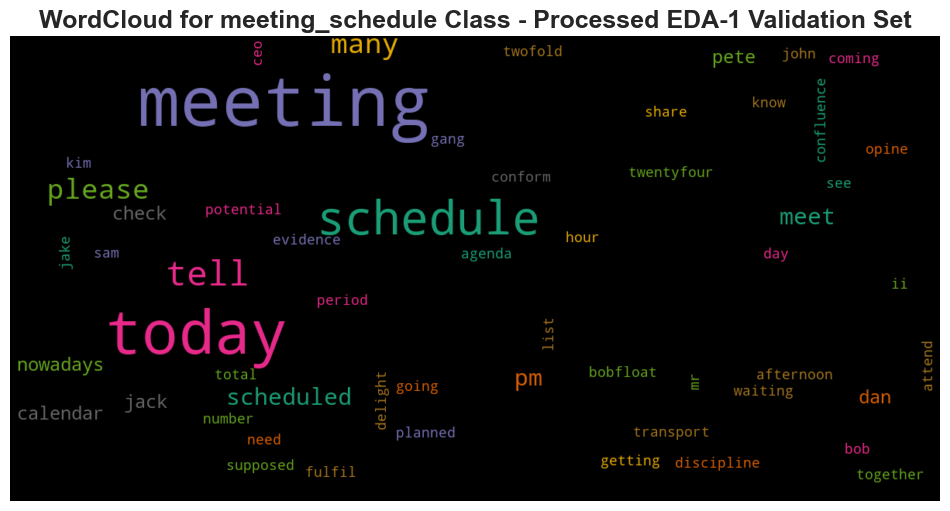 WordCloud for meeting_schedule Class - Processed EDA-1 Validation Set
ceo
many
twofold
pete
john
coming
meeting
share
know
confluence
gang
opine
kim
please
conform
twentyfour
see
check
potential
schedule
meet
evidence
hour
jake
sam
agenda
day
tell
ii
period
today
list
nowadays
total
bobfloat
mr
afternoon
attend
calendar
jack
scheduled
delight
going
pm
waiting
dan
number
planned
need
transport
bob
supposed
fulfil
getting
discipline
together